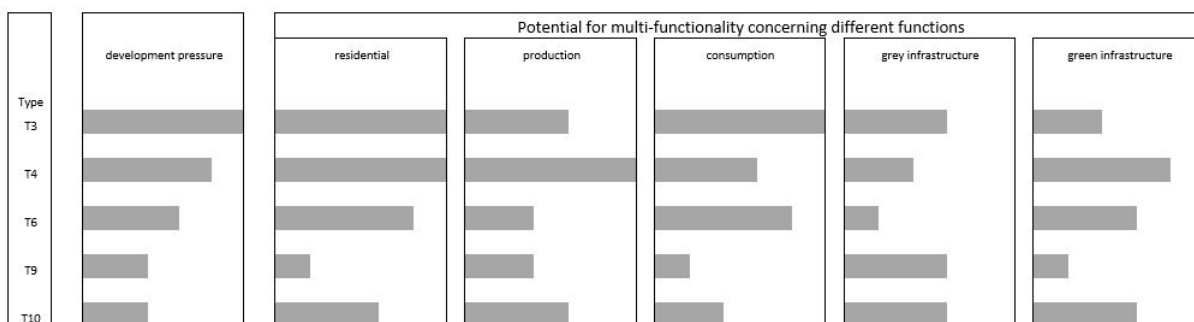 Potential for multi-functionality concerning different functions
development pressure residential production consumption grey infrastructure green infrastructure
Type
T3
T4
T6
T9
T10